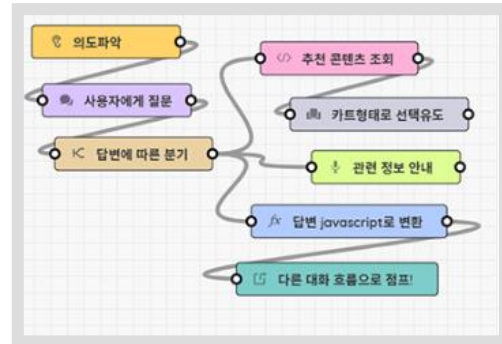 의도파악
사용자에게 질문
답변에 따른 분기
추천 콘텐츠 조회
카트형태로 선택유도
관련 정보 안내
fx 답변 javascript로 변환
다른 대화 흐름으로 점프!